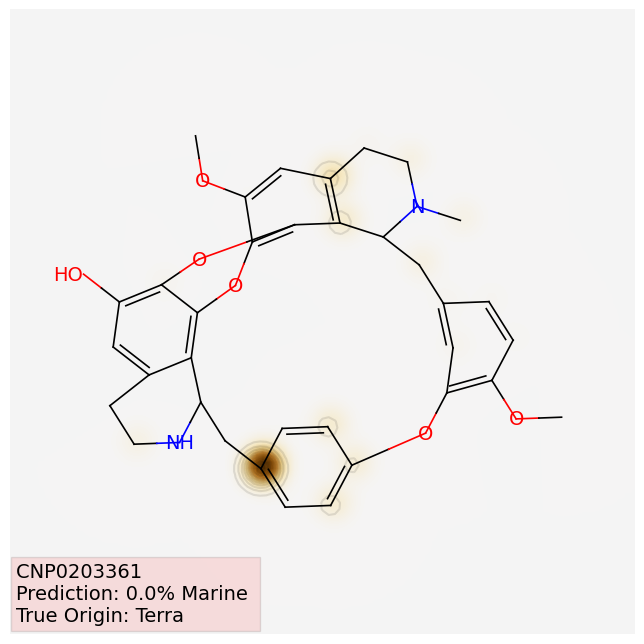 O
N
O
HO
O
O
O
NH
CNP0203361
Prediction: 0.0% Marine
True Origin: Terra